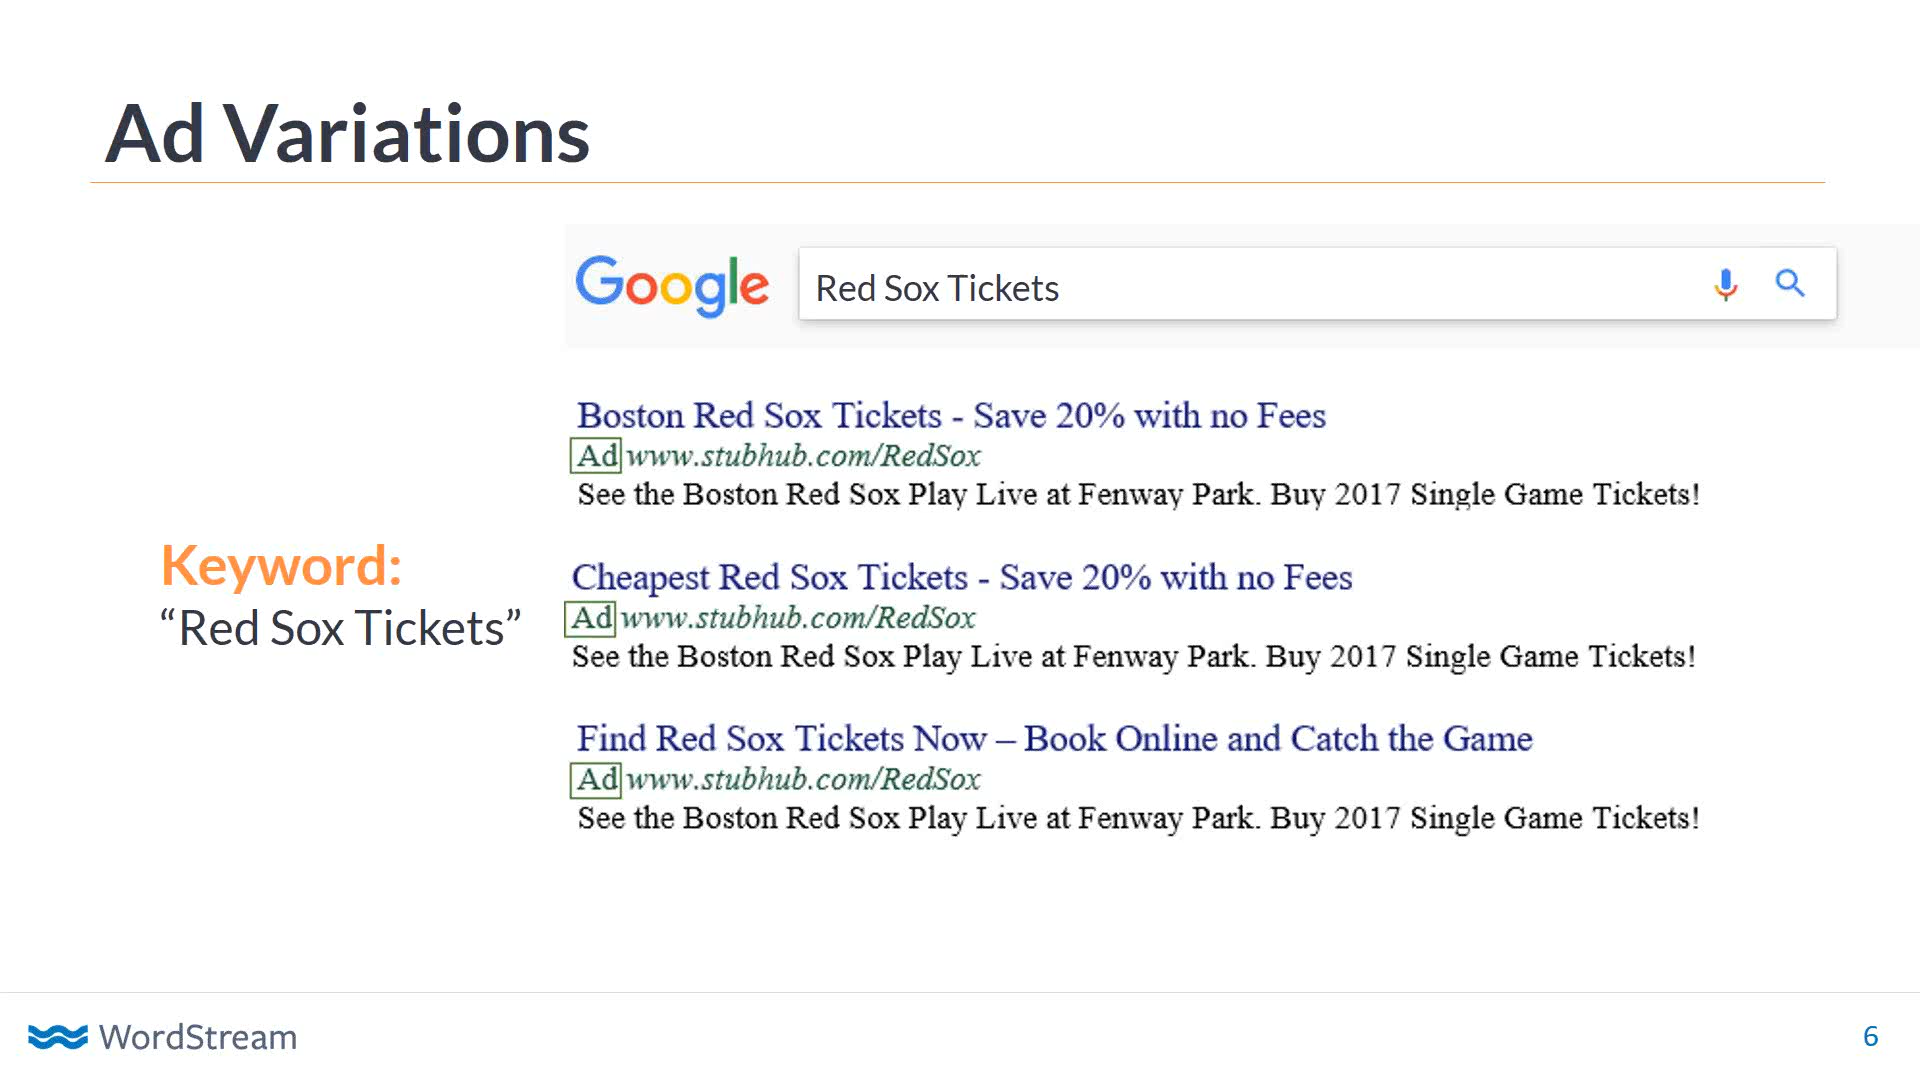 Ad Variations
Google
Red Sox Tickets
Boston Red Sox Tickets - Save 20% with no Fees
Ad www.stubhub.com/RedSox
See the Boston Red Sox Play Live at Fenway Park. Buy 2017 Single Game Tickets!
Keyword:
“Red Sox Tickets”
Cheapest Red Sox Tickets - Save 20% with no Fees
Ad www.stubhub.com/RedSox
See the Boston Red Sox Play Live at Fenway Park. Buy 2017 Single Game Tickets!
Find Red Sox Tickets Now – Book Online and Catch the Game
Ad www.stubhub.com/RedSox
See the Boston Red Sox Play Live at Fenway Park. Buy 2017 Single Game Tickets!
WordStream
6